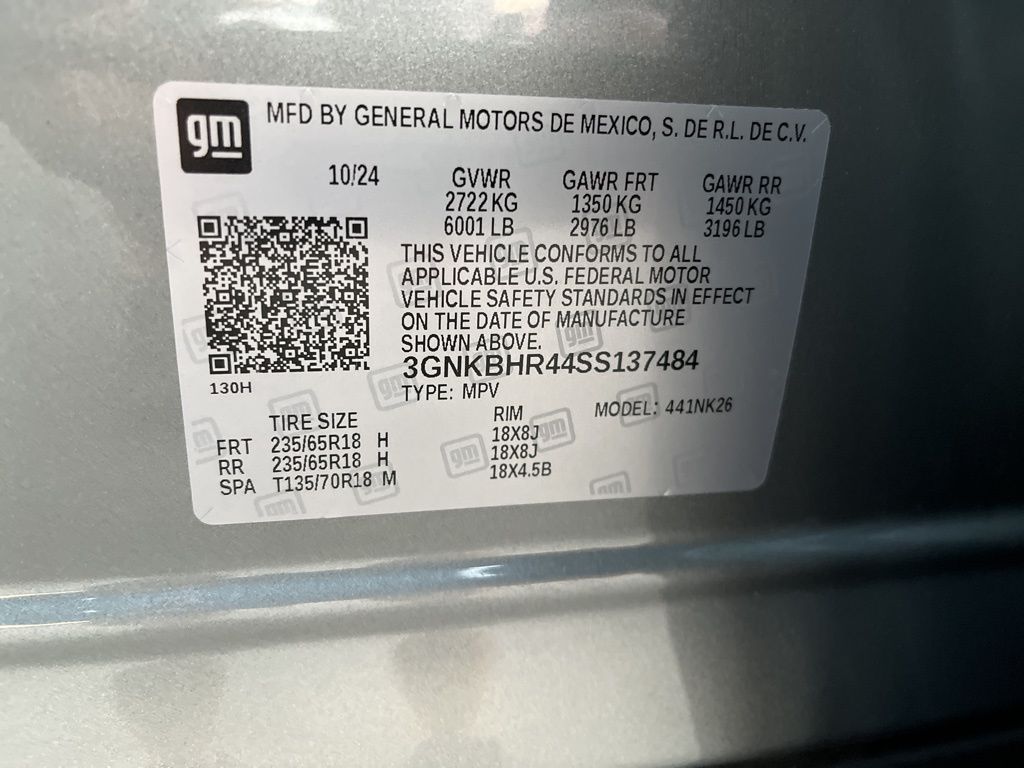 gm
MFD BY GENERAL MOTORS DE MEXICO, S. DE R.L. DE C.V.
10/24 GVWR GAWR FRT GAWR RR
2722 KG 1350 KG 1450 KG
6001 LB 2976 LB 3196 LB
THIS VEHICLE CONFORMS TO ALL
APPLICABLE U.S. FEDERAL MOTOR
VEHICLE SAFETY STANDARDS IN EFFECT
ON THE DATE OF MANUFACTURE
SHOWN ABOVE.
3GNKBHR44SS137484
130H
TYPE: MPV
TIRE SIZE RIM MODEL: 441NK26
FRT 235/65R18 H 18X8J
RR 235/65R18 H 18X8J
SPA T135/70R18 M 18X4.5B